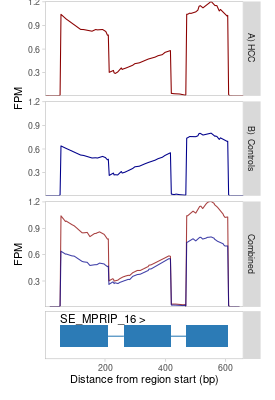 1.2
0.9
0.6
0.3
FPM
A) HCC
1.2
0.9
0.6
0.3
B) Controls
1.2
0.9
0.6
0.3
FPM
Combined
SE_MPRIP_16 >
200 400 600
Distance from region start (bp)